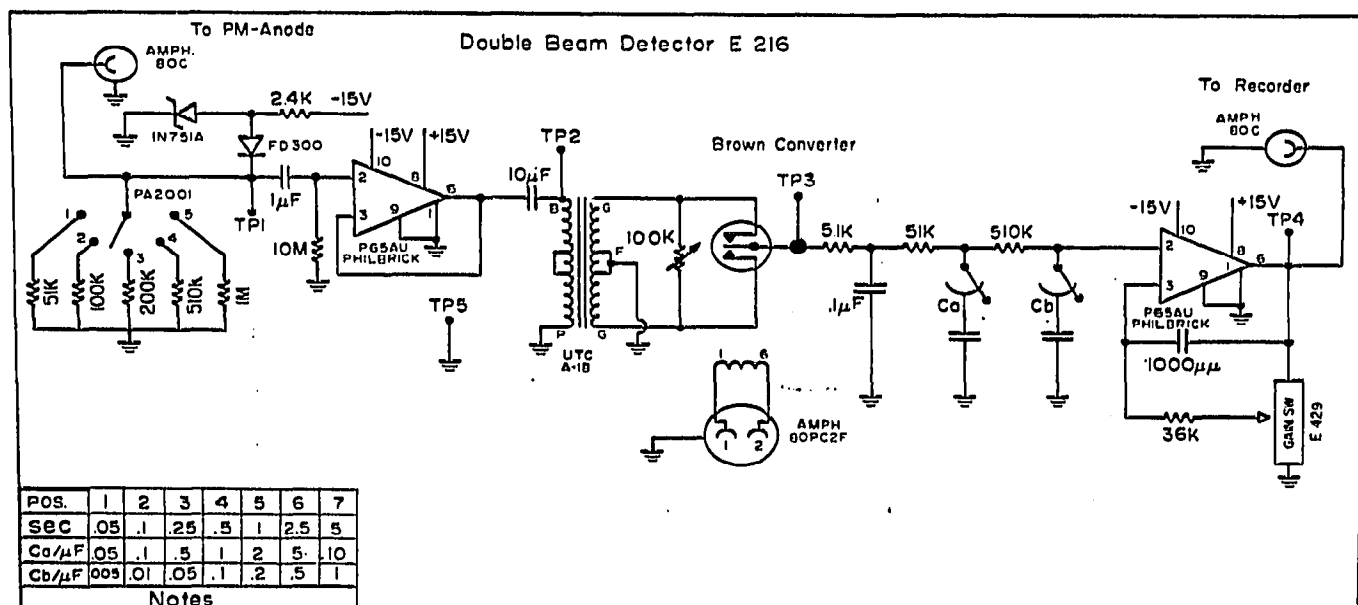 To PM-Anode
Double Beam Detector E 216
AMPH.
80C
2.4K
-15V
1N751A
FD300
-15V
+15V
10
8
2
6
3
9
1
P65AU
PHILBRICK
PA2001
1
2
3
4
5
TP1
1µF
10M
51K
100K
200K
510K
1M
TP2
10µF
B
G
F
P
G
UTC
A-18
TP5
100K
Brown Converter
TP3
5.1K
51K
510K
.1µF
Ca
Cb
1
6
1
2
AMPH
80PC2F
To Recorder
AMPH
80C
-15V
+15V
TP4
10
8
2
6
3
9
1
P65AU
PHILBRICK
.1000µµ
36K
GAIN SW
E 429
POS. 1 2 3 4 5 6 7
sec .05 .1 .25 .5 1 2.5 5
Ca/µF .05 .1 .5 1 2 5 10
Cb/µF .005 .01 .05 .1 .2 .5 1
Notes